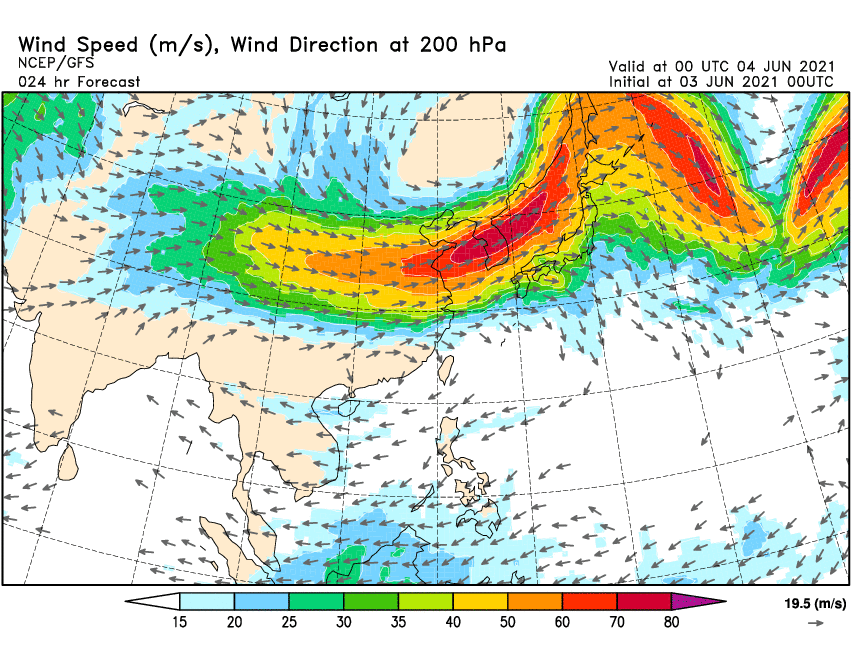 Wind Speed (m/s), Wind Direction at 200 hPa
NCEP/GFS
024 hr Forecast
Valid at 00 UTC 04 JUN 2021
Initial at 03 JUN 2021 00UTC
15 20 25 30 35 40 50 60 70 80
19.5 (m/s)